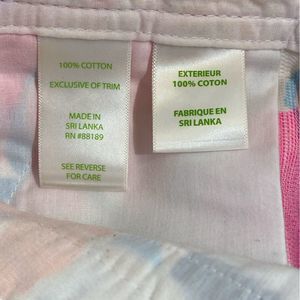 100% COTTON
EXCLUSIVE OF TRIM
MADE IN
SRI LANKA
RN #88189
SEE REVERSE
FOR CARE
EXTERIEUR
100% COTON
FABRIQUE EN
SRI LANKA